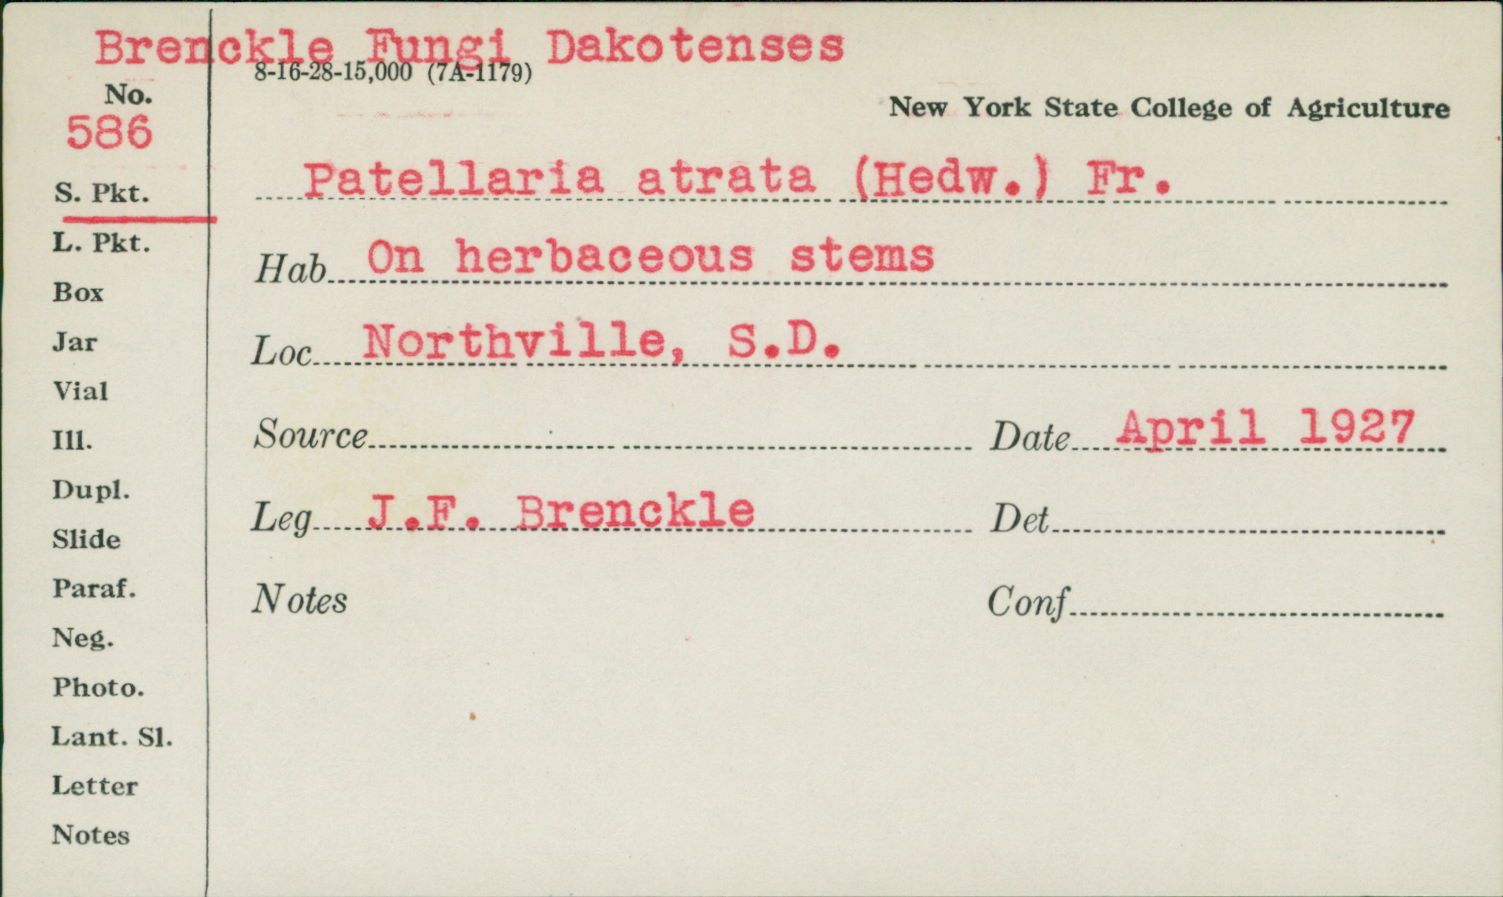 Brenckle Fungi Dakotenses
8-16-28-15,000 (7A-1179)
No.
New York State College of Agriculture
586
Patellaria atrata (Hedw.) Fr.
S. Pkt.
L. Pkt.
Hab On herbaceous stems
Box
Jar
Loc Northville, S.D.
Vial
Ill.
Source Date April 1927
Dupl.
Leg J.F. Brenckle Det
Slide
Paraf.
Notes Conf
Neg.
Photo.
Lant. Sl.
Letter
Notes